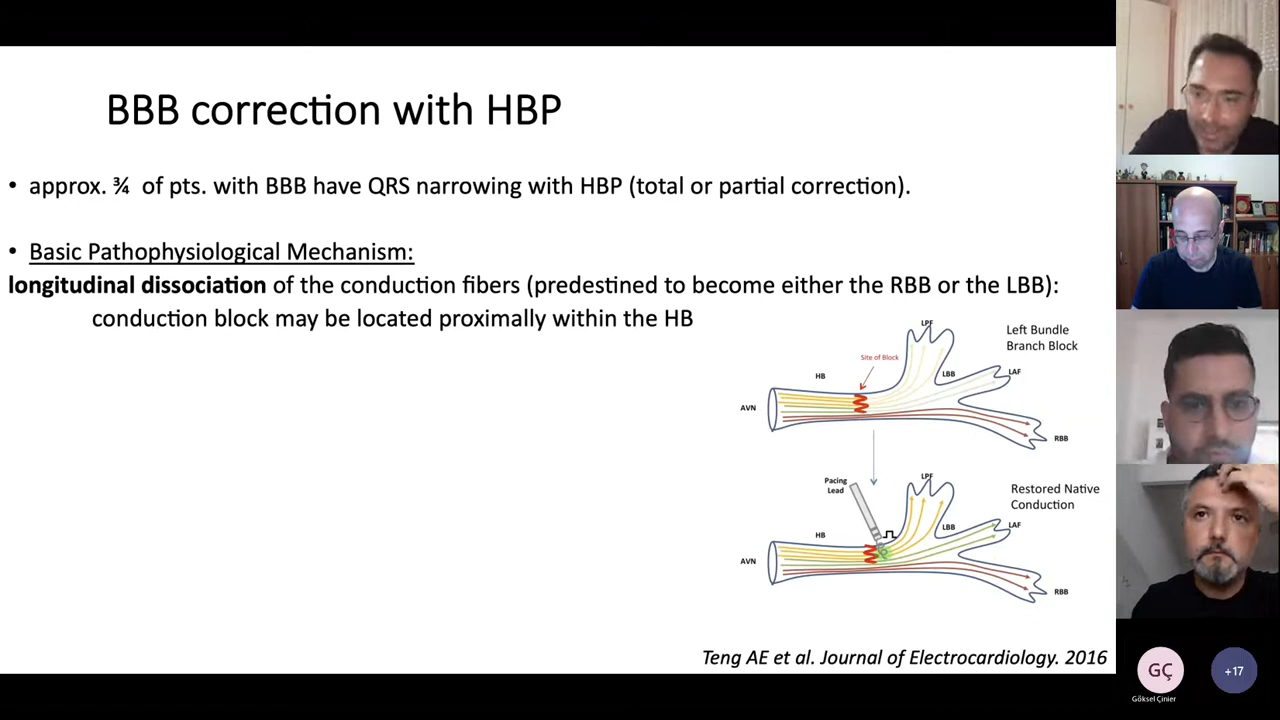 BBB correction with HBP
• approx. ¾ of pts. with BBB have QRS narrowing with HBP (total or partial correction).
• Basic Pathophysiological Mechanism:
longitudinal dissociation of the conduction fibers (predestined to become either the RBB or the LBB):
conduction block may be located proximally within the HB
LPF
Left Bundle
Branch Block
Site of Block
HB
LBB
LAF
AVN
RBB
Pacing
Lead
LPF
Restored Native
Conduction
HB
LBB
LAF
AVN
RBB
Teng AE et al. Journal of Electrocardiology. 2016
GÇ
+17
Göksel Çinier